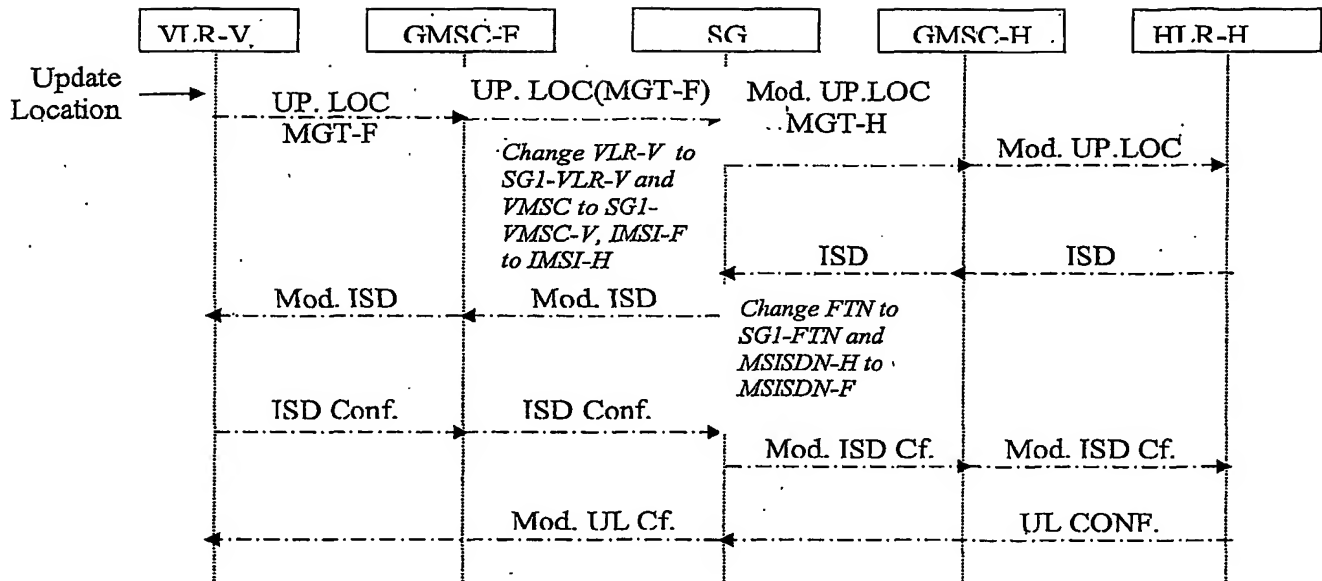 VLR-V
GMSC-F
SG
GMSC-H
HLR-H
Update
Location
UP. LOC
MGT-F
UP. LOC(MGT-F)
Mod. UP.LOC
MGT-H
Change VLR-V to
SG1-VLR-V and
VMSC to SG1-
VMSC-V, IMSI-F
to IMSI-H
Mod. UP.LOC
ISD
ISD
Mod. ISD
Mod. ISD
Change FTN to
SG1-FTN and
MSISDN-H to
MSISDN-F
ISD Conf.
ISD Conf.
Mod. ISD Cf.
Mod. ISD Cf.
Mod. UL Cf.
UL CONF.